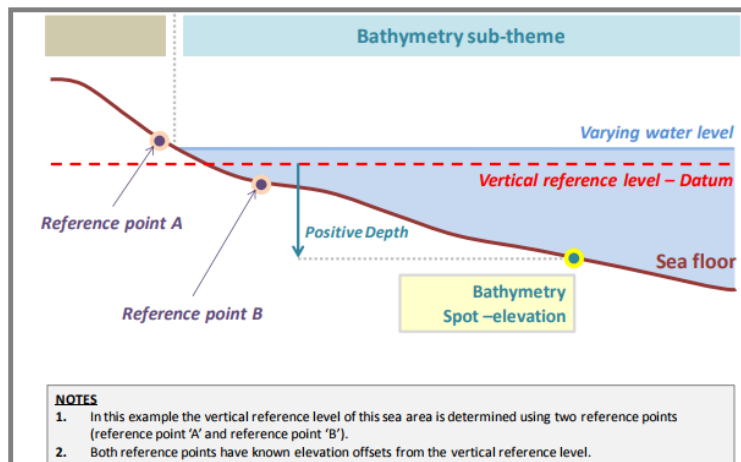 Bathymetry sub-theme
Varying water level
Vertical reference level – Datum
Reference point A
Positive Depth
Sea floor
Bathymetry
Spot –elevation
Reference point B
NOTES
1. In this example the vertical reference level of this sea area is determined using two reference points
(reference point ‘A’ and reference point ‘B’).
2. Both reference points have known elevation offsets from the vertical reference level.